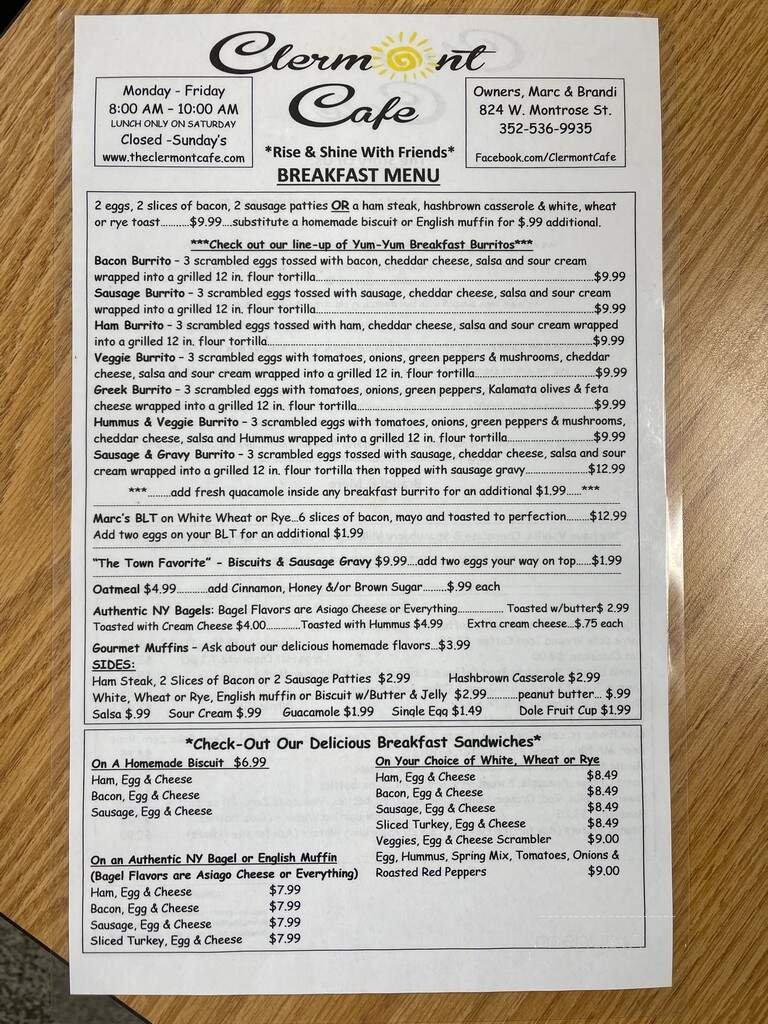 Clermont
Cafe
Monday - Friday
8:00 AM - 10:00 AM
LUNCH ONLY ON SATURDAY
Closed -Sunday's
www.theclermontcafe.com
Owners, Marc & Brandi
824 W. Montrose St.
352-536-9935
Facebook.com/ClermontCafe
*Rise & Shine With Friends*
BREAKFAST MENU
2 eggs, 2 slices of bacon, 2 sausage patties OR a ham steak, hashbrown casserole & white, wheat
or rye toast...........$9.99....substitute a homemade biscuit or English muffin for $.99 additional.
***Check out our line-up of Yum-Yum Breakfast Burritos***
Bacon Burrito – 3 scrambled eggs tossed with bacon, cheddar cheese, salsa and sour cream
wrapped into a grilled 12 in. flour tortilla....................$9.99
Sausage Burrito – 3 scrambled eggs tossed with sausage, cheddar cheese, salsa and sour cream
wrapped into a grilled 12 in. flour tortilla....................$9.99
Ham Burrito – 3 scrambled eggs tossed with ham, cheddar cheese, salsa and sour cream wrapped
into a grilled 12 in. flour tortilla....................$9.99
Veggie Burrito – 3 scrambled eggs with tomatoes, onions, green peppers & mushrooms, cheddar
cheese, salsa and sour cream wrapped into a grilled 12 in. flour tortilla....................$9.99
Greek Burrito – 3 scrambled eggs with tomatoes, onions, green peppers, Kalamata olives & feta
cheese wrapped into a grilled 12 in. flour tortilla....................$9.99
Hummus & Veggie Burrito – 3 scrambled eggs with tomatoes, onions, green peppers & mushrooms,
cheddar cheese, salsa and Hummus wrapped into a grilled 12 in. flour tortilla....................$9.99
Sausage & Gravy Burrito – 3 scrambled eggs tossed with sausage, cheddar cheese, salsa and sour
cream wrapped into a grilled 12 in. flour tortilla then topped with sausage gravy....................$12.99
***.........add fresh guacamole inside any breakfast burrito for an additional $1.99......***
Marc's BLT on White Wheat or Rye...6 slices of bacon, mayo and toasted to perfection.........$12.99
Add two eggs on your BLT for an additional $1.99
"The Town Favorite" - Biscuits & Sausage Gravy $9.99....add two eggs your way on top......$1.99
Oatmeal $4.99............add Cinnamon, Honey &/or Brown Sugar.........$.99 each
Authentic NY Bagels: Bagel Flavors are Asiago Cheese or Everything.................. Toasted w/butter$ 2.99
Toasted with Cream Cheese $4.00.............Toasted with Hummus $4.99 Extra cream cheese...$.75 each
Gourmet Muffins – Ask about our delicious homemade flavors...$3.99
SIDES:
Ham Steak, 2 Slices of Bacon or 2 Sausage Patties $2.99 Hashbrown Casserole $2.99
White, Wheat or Rye, English muffin or Biscuit w/Butter & Jelly $2.99...........peanut butter... $.99
Salsa $.99 Sour Cream $.99 Guacamole $1.99 Single Egg $1.49 Dole Fruit Cup $1.99
*Check-Out Our Delicious Breakfast Sandwiches*
On A Homemade Biscuit $6.99
Ham, Egg & Cheese
Bacon, Egg & Cheese
Sausage, Egg & Cheese
On an Authentic NY Bagel or English Muffin
(Bagel Flavors are Asiago Cheese or Everything)
Ham, Egg & Cheese $7.99
Bacon, Egg & Cheese $7.99
Sausage, Egg & Cheese $7.99
Sliced Turkey, Egg & Cheese $7.99
On Your Choice of White, Wheat or Rye
Ham, Egg & Cheese $8.49
Bacon, Egg & Cheese $8.49
Sausage, Egg & Cheese $8.49
Sliced Turkey, Egg & Cheese $8.49
Veggies, Egg & Cheese Scrambler $9.00
Egg, Hummus, Spring Mix, Tomatoes, Onions &
Roasted Red Peppers $9.00